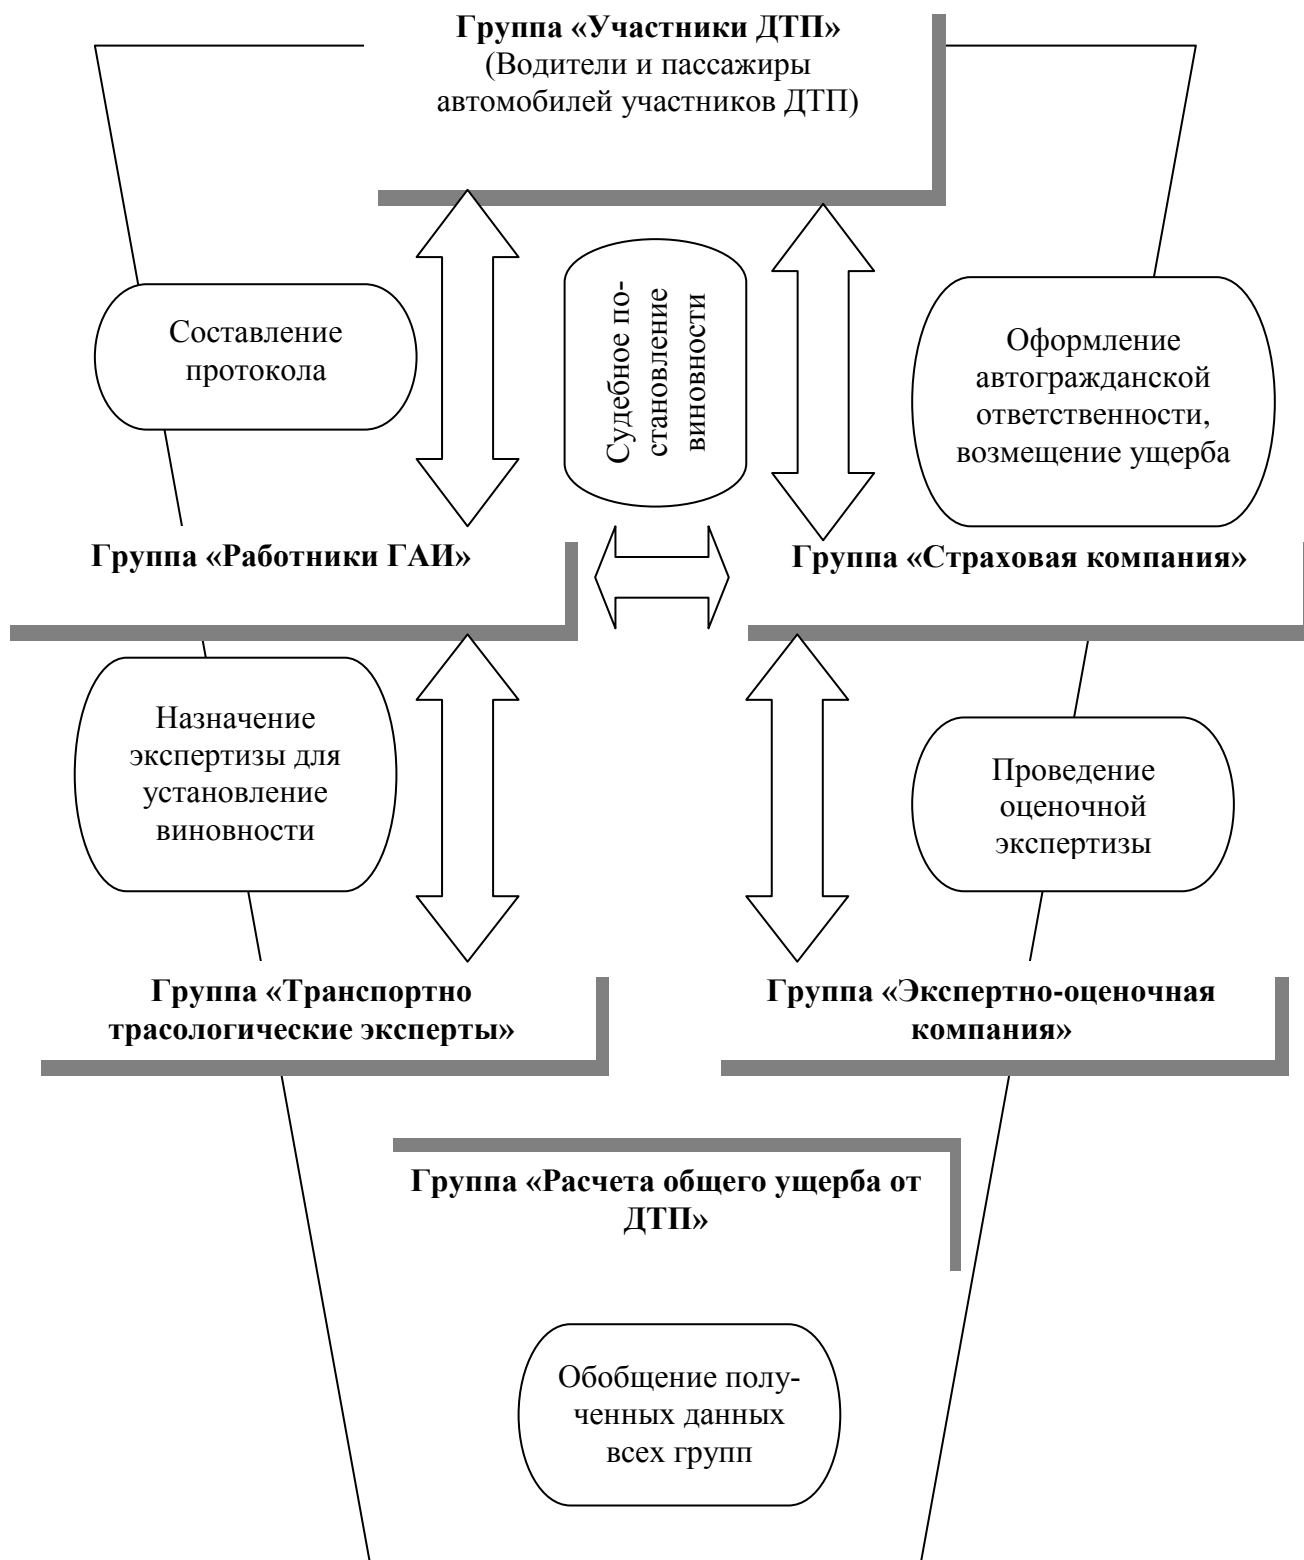 Группа «Участники ДТП»
(Водители и пассажиры
автомобилей участников ДТП)
Составление
протокола
Судебное по-
становление
виновности
Оформление
автогражданской
ответственности,
возмещение ущерба
Группа «Работники ГАИ»
Группа «Страховая компания»
Назначение
экспертизы для
установление
виновности
Проведение
оценочной
экспертизы
Группа «Транспортно
трасологические эксперты»
Группа «Экспертно-оценочная
компания»
Группа «Расчета общего ущерба от
ДТП»
Обобщение полу-
ченных данных
всех групп